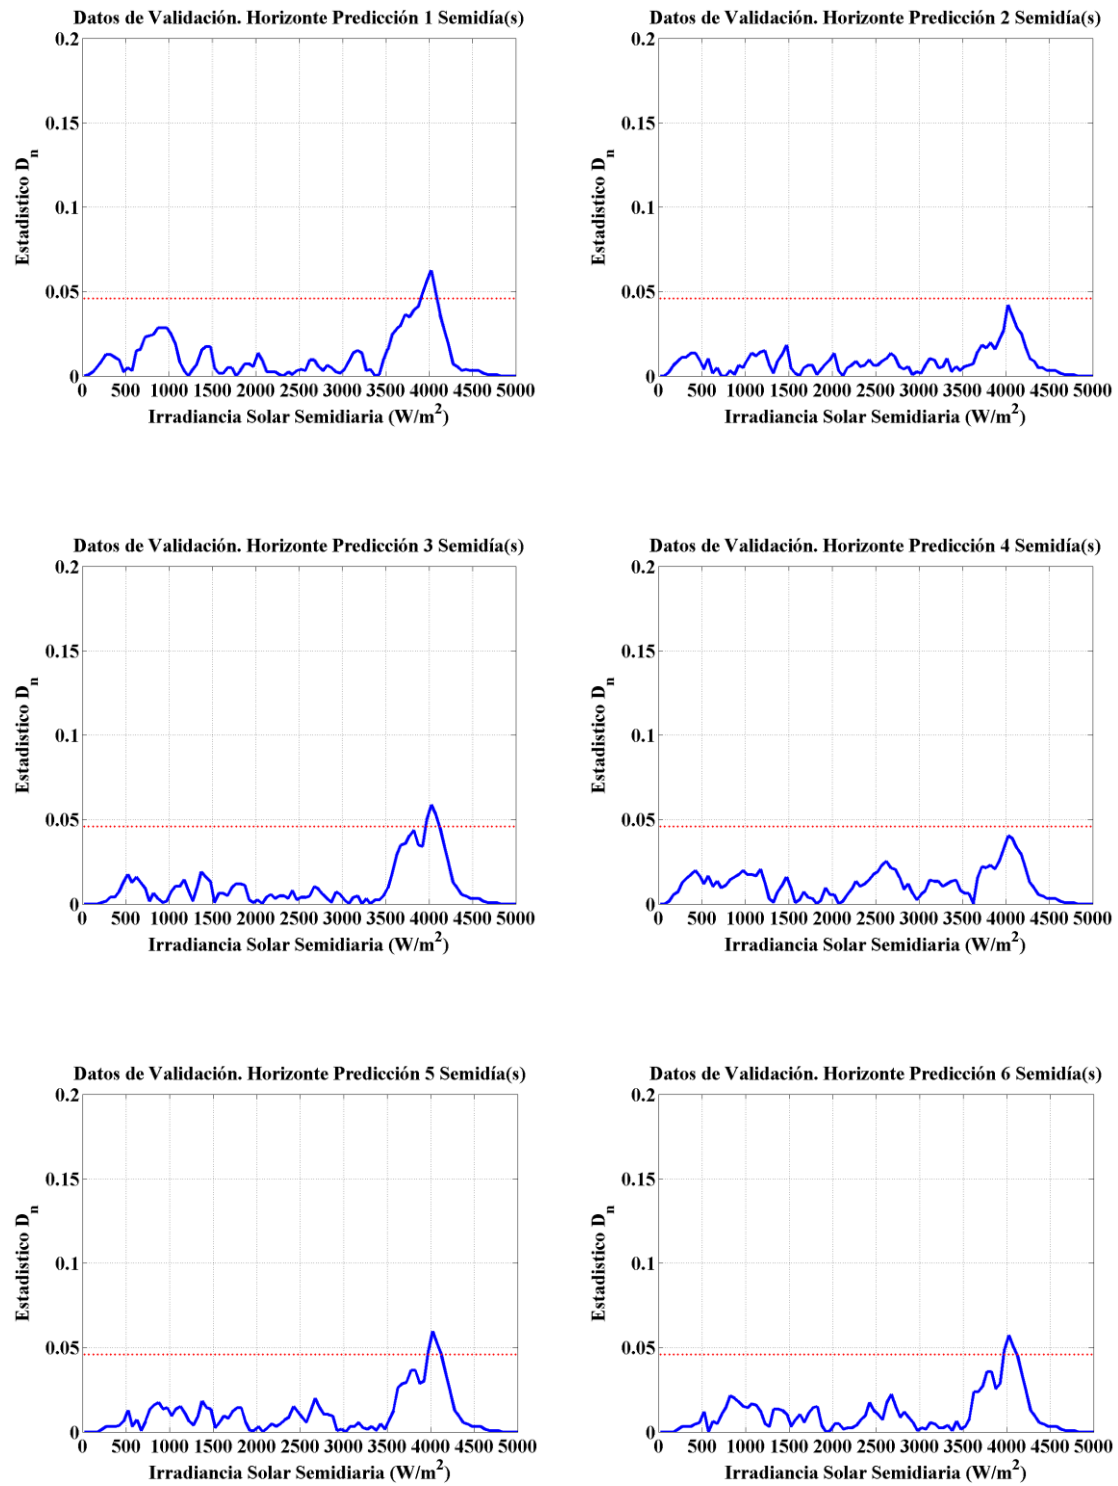 Datos de Validación. Horizonte Predicción 1 Semidía(s)
0.2
0.15
0.1
0.05
0
Estadistico Dn
0 500 1000 1500 2000 2500 3000 3500 4000 4500 5000
Irradiancia Solar Semidiaria (W/m2)
Datos de Validación. Horizonte Predicción 2 Semidía(s)
0.2
0.15
0.1
0.05
0
Estadistico Dn
0 500 1000 1500 2000 2500 3000 3500 4000 4500 5000
Irradiancia Solar Semidiaria (W/m2)
Datos de Validación. Horizonte Predicción 3 Semidía(s)
0.2
0.15
0.1
0.05
0
Estadistico Dn
0 500 1000 1500 2000 2500 3000 3500 4000 4500 5000
Irradiancia Solar Semidiaria (W/m2)
Datos de Validación. Horizonte Predicción 4 Semidía(s)
0.2
0.15
0.1
0.05
0
Estadistico Dn
0 500 1000 1500 2000 2500 3000 3500 4000 4500 5000
Irradiancia Solar Semidiaria (W/m2)
Datos de Validación. Horizonte Predicción 5 Semidía(s)
0.2
0.15
0.1
0.05
0
Estadistico Dn
0 500 1000 1500 2000 2500 3000 3500 4000 4500 5000
Irradiancia Solar Semidiaria (W/m2)
Datos de Validación. Horizonte Predicción 6 Semidía(s)
0.2
0.15
0.1
0.05
0
Estadistico Dn
0 500 1000 1500 2000 2500 3000 3500 4000 4500 5000
Irradiancia Solar Semidiaria (W/m2)